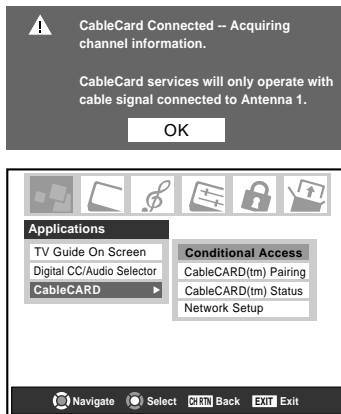 CableCard Connected -- Acquiring
channel information.
CableCard services will only operate with
cable signal connected to Antenna 1.
OK
Applications
TV Guide On Screen
Digital CC/Audio Selector
CableCARD
Conditional Access
CableCARD(tm) Pairing
CableCARD(tm) Status
Network Setup
Navigate Select CH RTN Back EXIT Exit